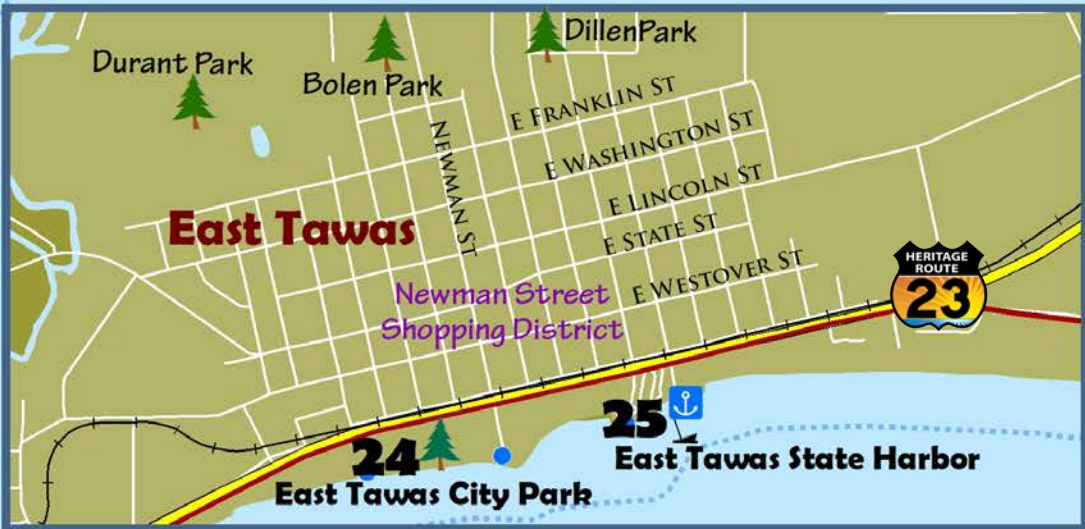 Durant Park
Bolen Park
DillenPark
E Franklin St
E Washington St
E Lincoln St
E State St
E Westover St
Newman St
East Tawas
Newman Street
Shopping District
HERITAGE
ROUTE
23
24
East Tawas City Park
25
East Tawas State Harbor